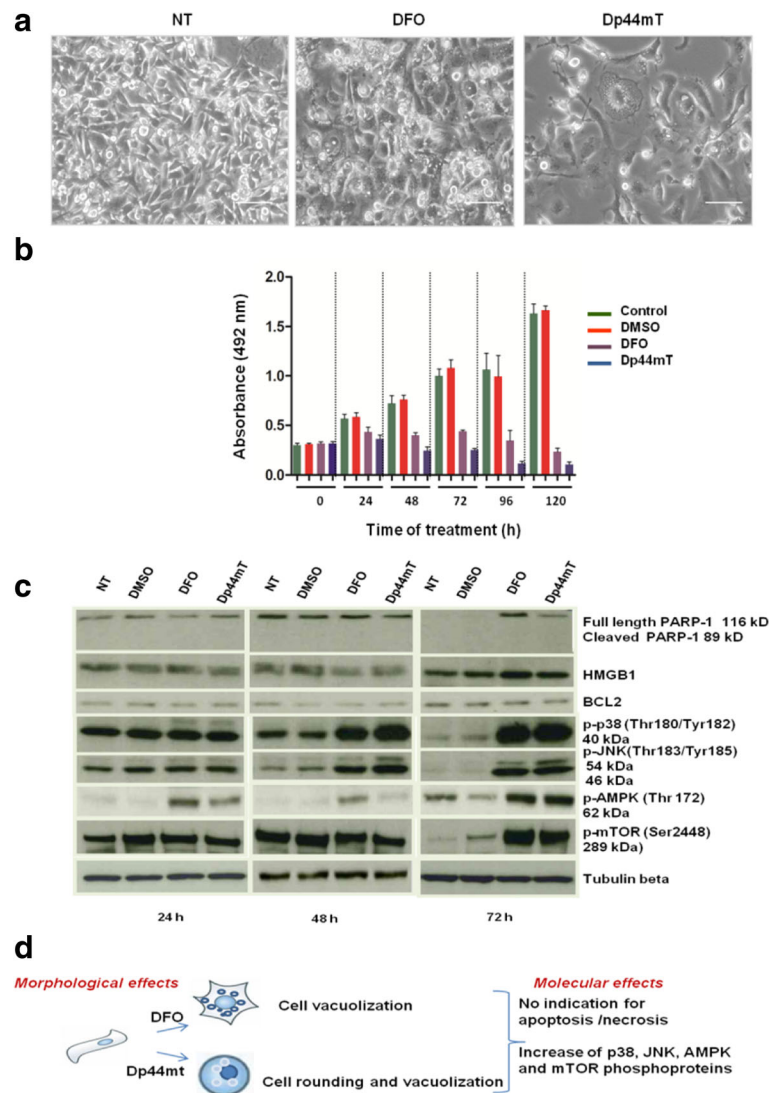 a
NT
DFO
Dp44mT
b
Absorbance (492 nm)
2.0
1.5
1.0
0.5
0.0
0
24
48
72
96
120
Time of treatment (h)
Control
DMSO
DFO
Dp44mT
c
NT
DMSO
DFO
Dp44mT
NT
DMSO
DFO
Dp44mT
NT
DMSO
DFO
Dp44mT
Full length PARP-1 116 kD
Cleaved PARP-1 89 kD
HMGB1
BCL2
p-p38 (Thr180/Tyr182)
40 kDa
p-JNK(Thr183/Tyr185)
54 kDa
46 kDa
p-AMPK (Thr 172)
62 kDa
p-mTOR (Ser2448)
289 kDa)
Tubulin beta
24 h
48 h
72 h
d
Morphological effects
DFO
Cell vacuolization
Dp44mt
Cell rounding and vacuolization
Molecular effects
No indication for
apoptosis /necrosis
Increase of p38, JNK, AMPK
and mTOR phosphoproteins